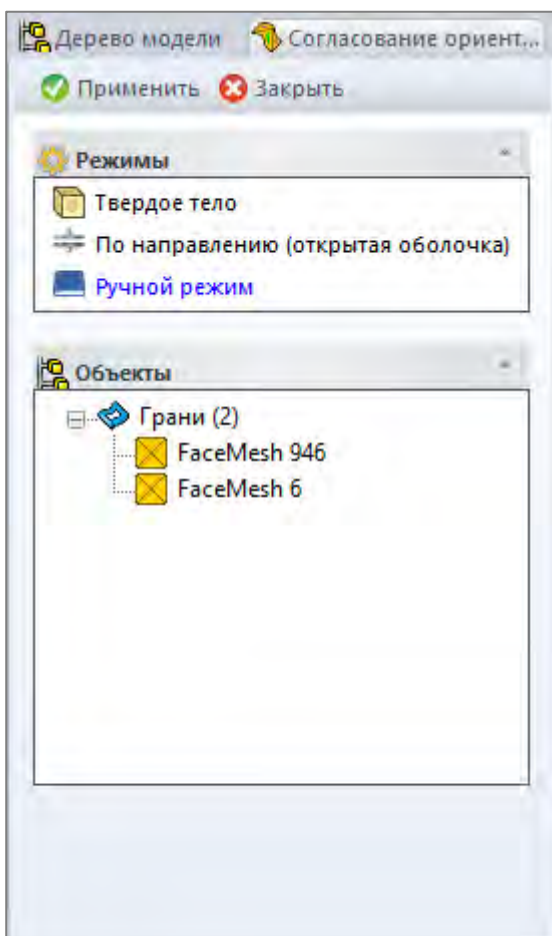 Дерево модели Согласование ориент...
Применить Закрыть
Режимы
Твердое тело
По направлению (открытая оболочка)
Ручной режим
Объекты
Грани (2)
FaceMesh 946
FaceMesh 6